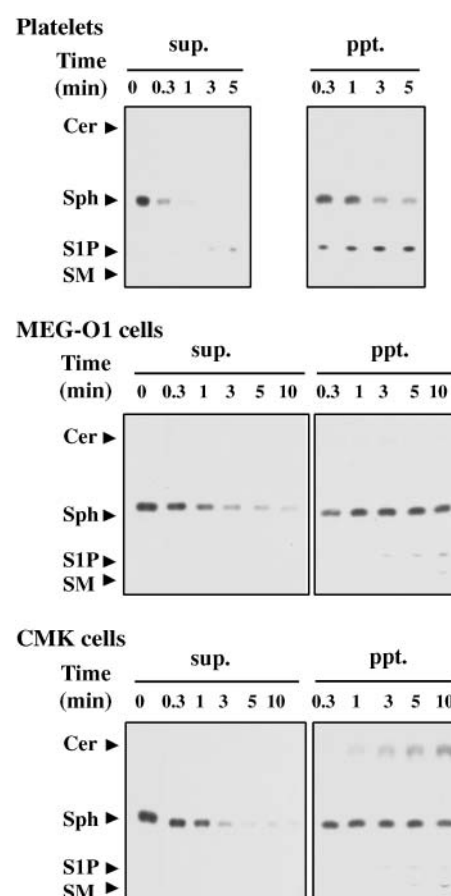 Platelets
sup. ppt.
Time
(min) 0 0.3 1 3 5 0.3 1 3 5
Cer
Sph
S1P
SM
MEG-O1 cells
sup. ppt.
Time
(min) 0 0.3 1 3 5 10 0.3 1 3 5 10
Cer
Sph
S1P
SM
CMK cells
sup. ppt.
Time
(min) 0 0.3 1 3 5 10 0.3 1 3 5 10
Cer
Sph
S1P
SM